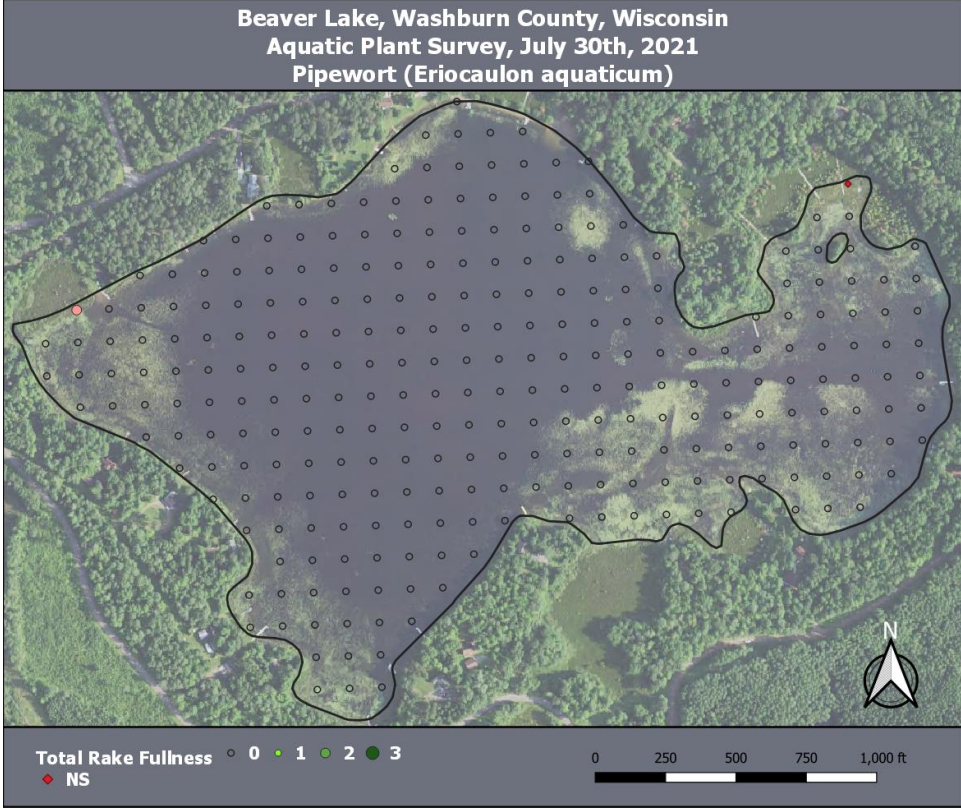 Beaver Lake, Washburn County, Wisconsin
Aquatic Plant Survey, July 30th, 2021
Pipewort (Eriocaulon aquaticum)
N
Total Rake Fullness 0 1 2 3
NS
0 250 500 750 1,000 ft